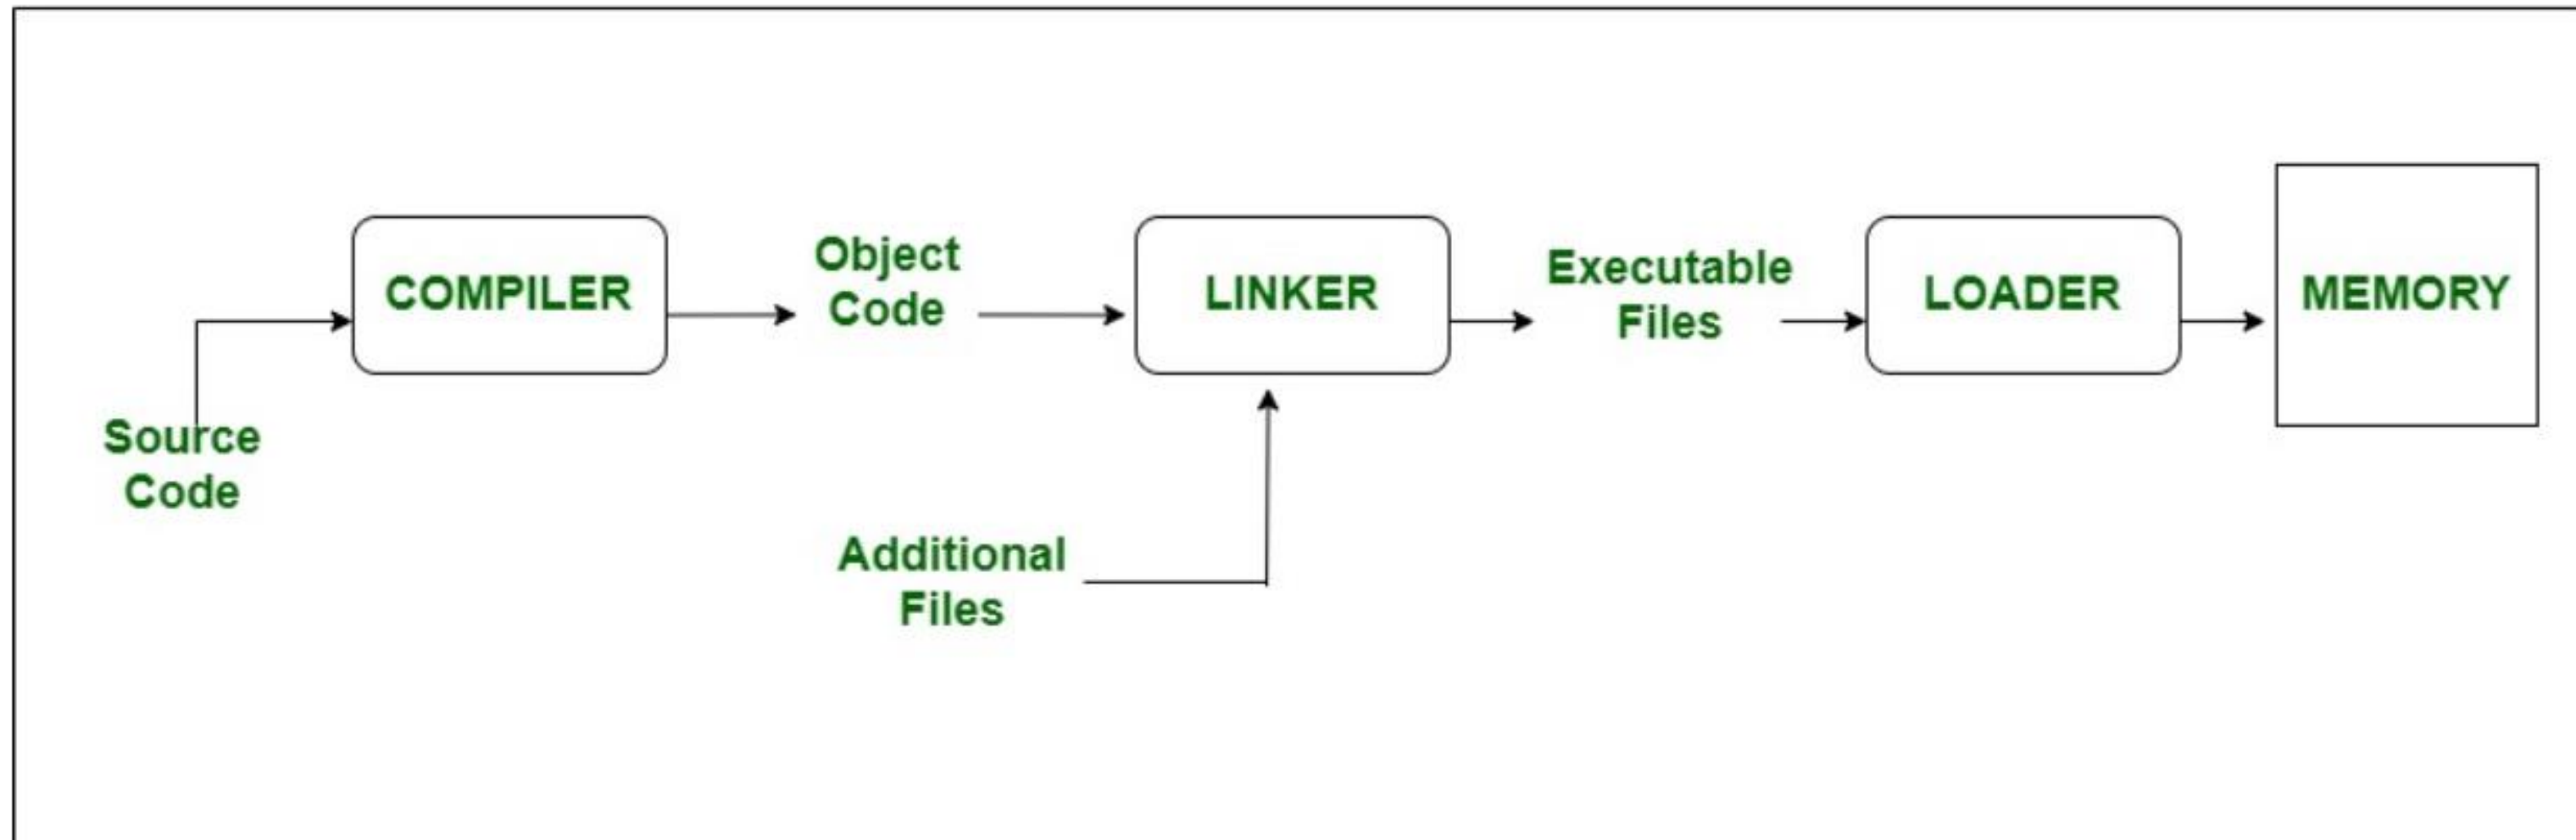 COMPILER
Object
Code
LINKER
Executable
Files
LOADER
MEMORY
Source
Code
Additional
Files